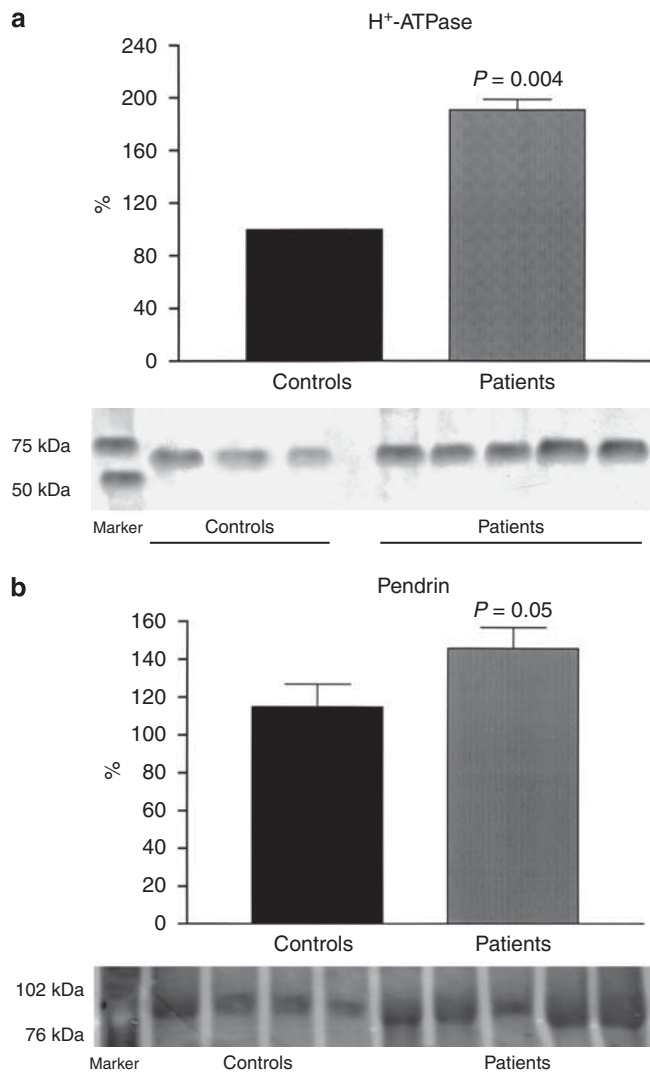 a
H⁺-ATPase
240
200
160
120
80
40
0
%
P = 0.004
Controls Patients
75 kDa
50 kDa
Marker Controls Patients
b
Pendrin
160
140
120
100
80
60
40
20
0
%
P = 0.05
Controls Patients
102 kDa
76 kDa
Marker Controls Patients